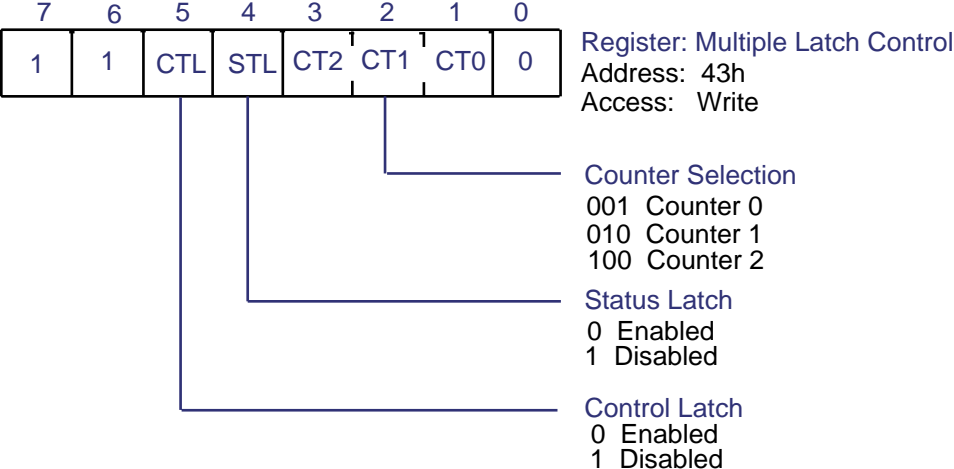 7 6 5 4 3 2 1 0
1 1 CTL STL CT2 CT1 CT0 0
Register: Multiple Latch Control
Address: 43h
Access: Write
Counter Selection
001 Counter 0
010 Counter 1
100 Counter 2
Status Latch
0 Enabled
1 Disabled
Control Latch
0 Enabled
1 Disabled